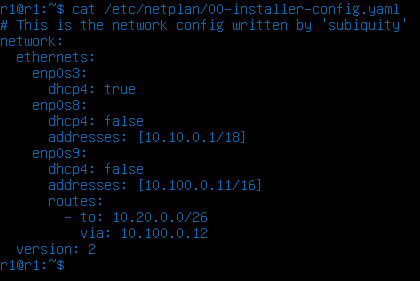 r1@r1:~$ cat /etc/netplan/00-installer-config.yaml
# This is the network config written by 'subiquity'
network:
  ethernets:
    enp0s3:
      dhcp4: true
    enp0s8:
      dhcp4: false
      addresses: [10.10.0.1/18]
    enp0s9:
      dhcp4: false
      addresses: [10.100.0.11/16]
      routes:
        - to: 10.20.0.0/26
          via: 10.100.0.12
  version: 2
r1@r1:~$